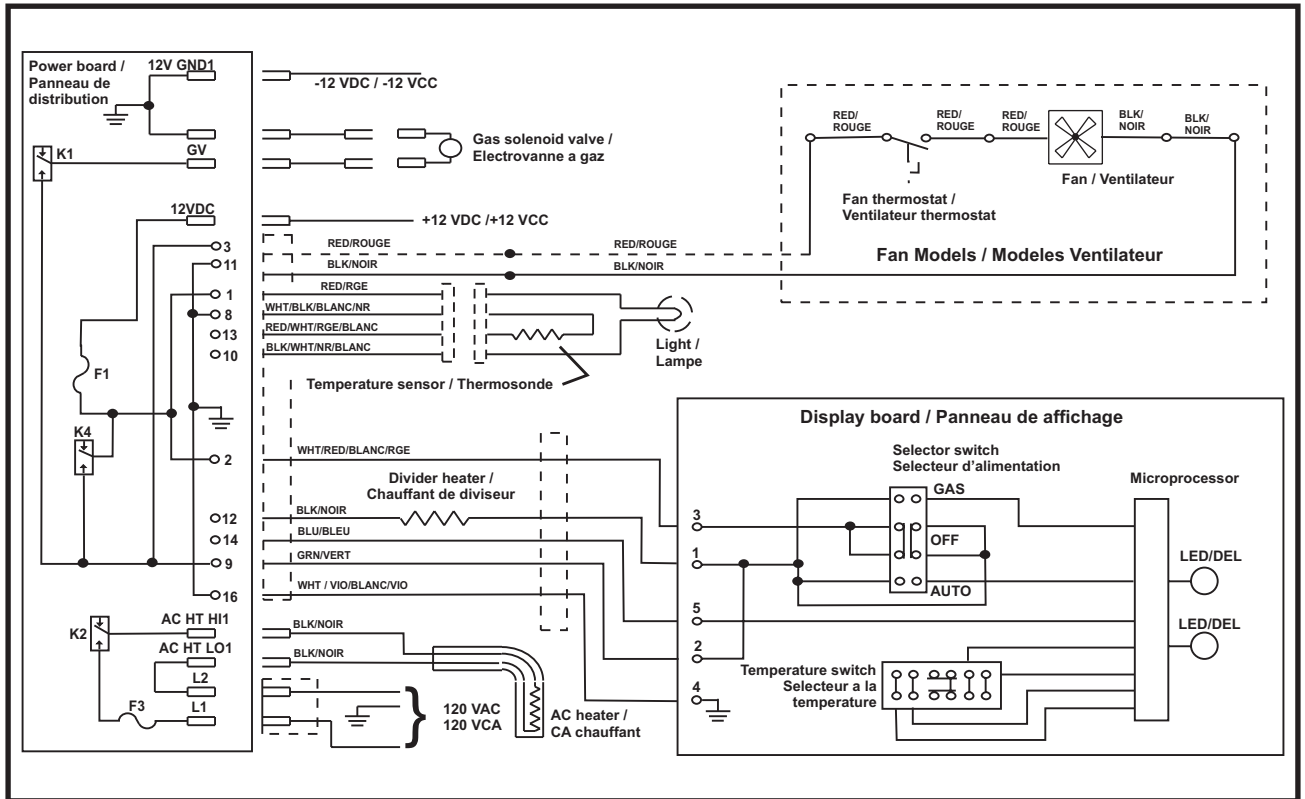 Power board /
Panneau de
distribution
12V GND1
-12 VDC / -12 VCC
GV
Gas solenoid valve /
Electrovanne a gaz
K1
12VDC
+12 VDC /+12 VCC
3
RED/ROUGE
RED/ROUGE
11
BLK/NOIR
BLK/NOIR
1
RED/RGE
8
WHT/BLK/BLANC/NR
13
RED/WHT/RGE/BLANC
10
BLK/WHT/NR/BLANC
Light /
Lampe
Temperature sensor / Thermosonde
F1
K4
2
WHT/RED/BLANC/RGE
Divider heater /
Chauffant de diviseur
12
BLK/NOIR
14
BLU/BLEU
9
GRN/VERT
16
WHT / VIO/BLANC/VIO
K2
AC HT HI1
BLK/NOIR
AC HT LO1
BLK/NOIR
L2
F3
L1
120 VAC
120 VCA
AC heater /
CA chauffant
RED/
ROUGE
RED/
ROUGE
RED/
ROUGE
BLK/
NOIR
BLK/
NOIR
Fan thermostat /
Ventilateur thermostat
Fan / Ventilateur
Fan Models / Modeles Ventilateur
Display board / Panneau de affichage
Selector switch
Selecteur d'alimentation
GAS
OFF
AUTO
Microprocessor
LED/DEL
LED/DEL
3
1
5
2
4
Temperature switch
Selecteur a la
temperature